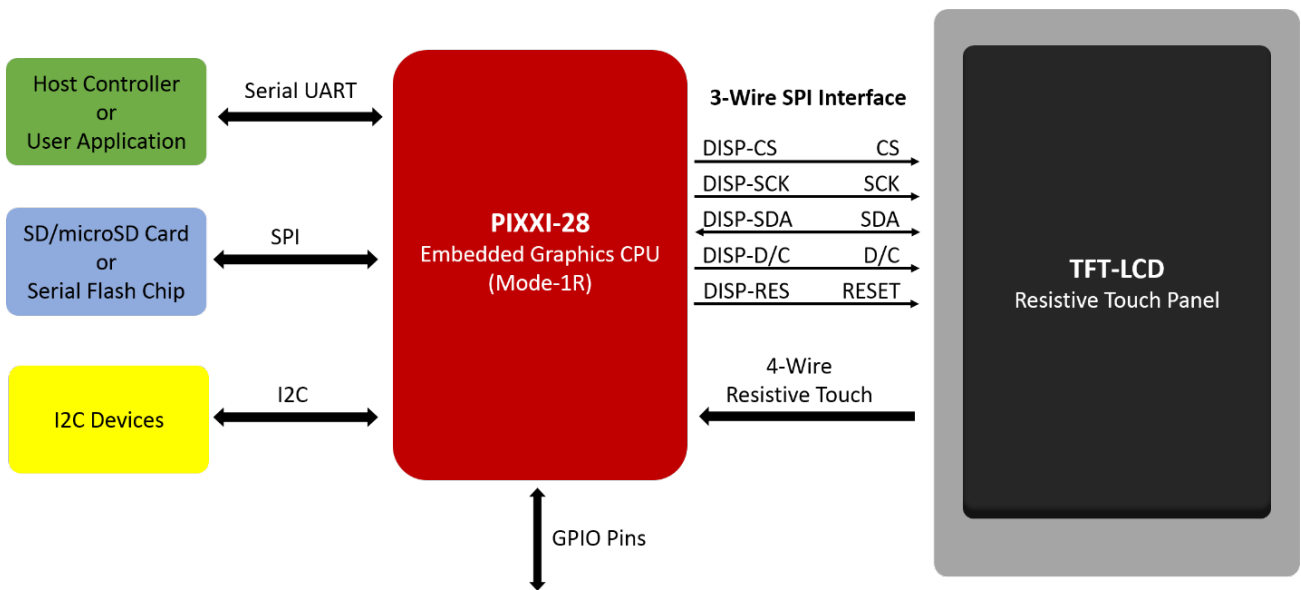 Host Controller
or
User Application
Serial UART
SD/microSD Card
or
Serial Flash Chip
SPI
I2C Devices
I2C
PIXXI-28
Embedded Graphics CPU
(Mode-1R)
GPIO Pins
3-Wire SPI Interface
DISP-CS CS
DISP-SCK SCK
DISP-SDA SDA
DISP-D/C D/C
DISP-RES RESET
4-Wire
Resistive Touch
TFT-LCD
Resistive Touch Panel